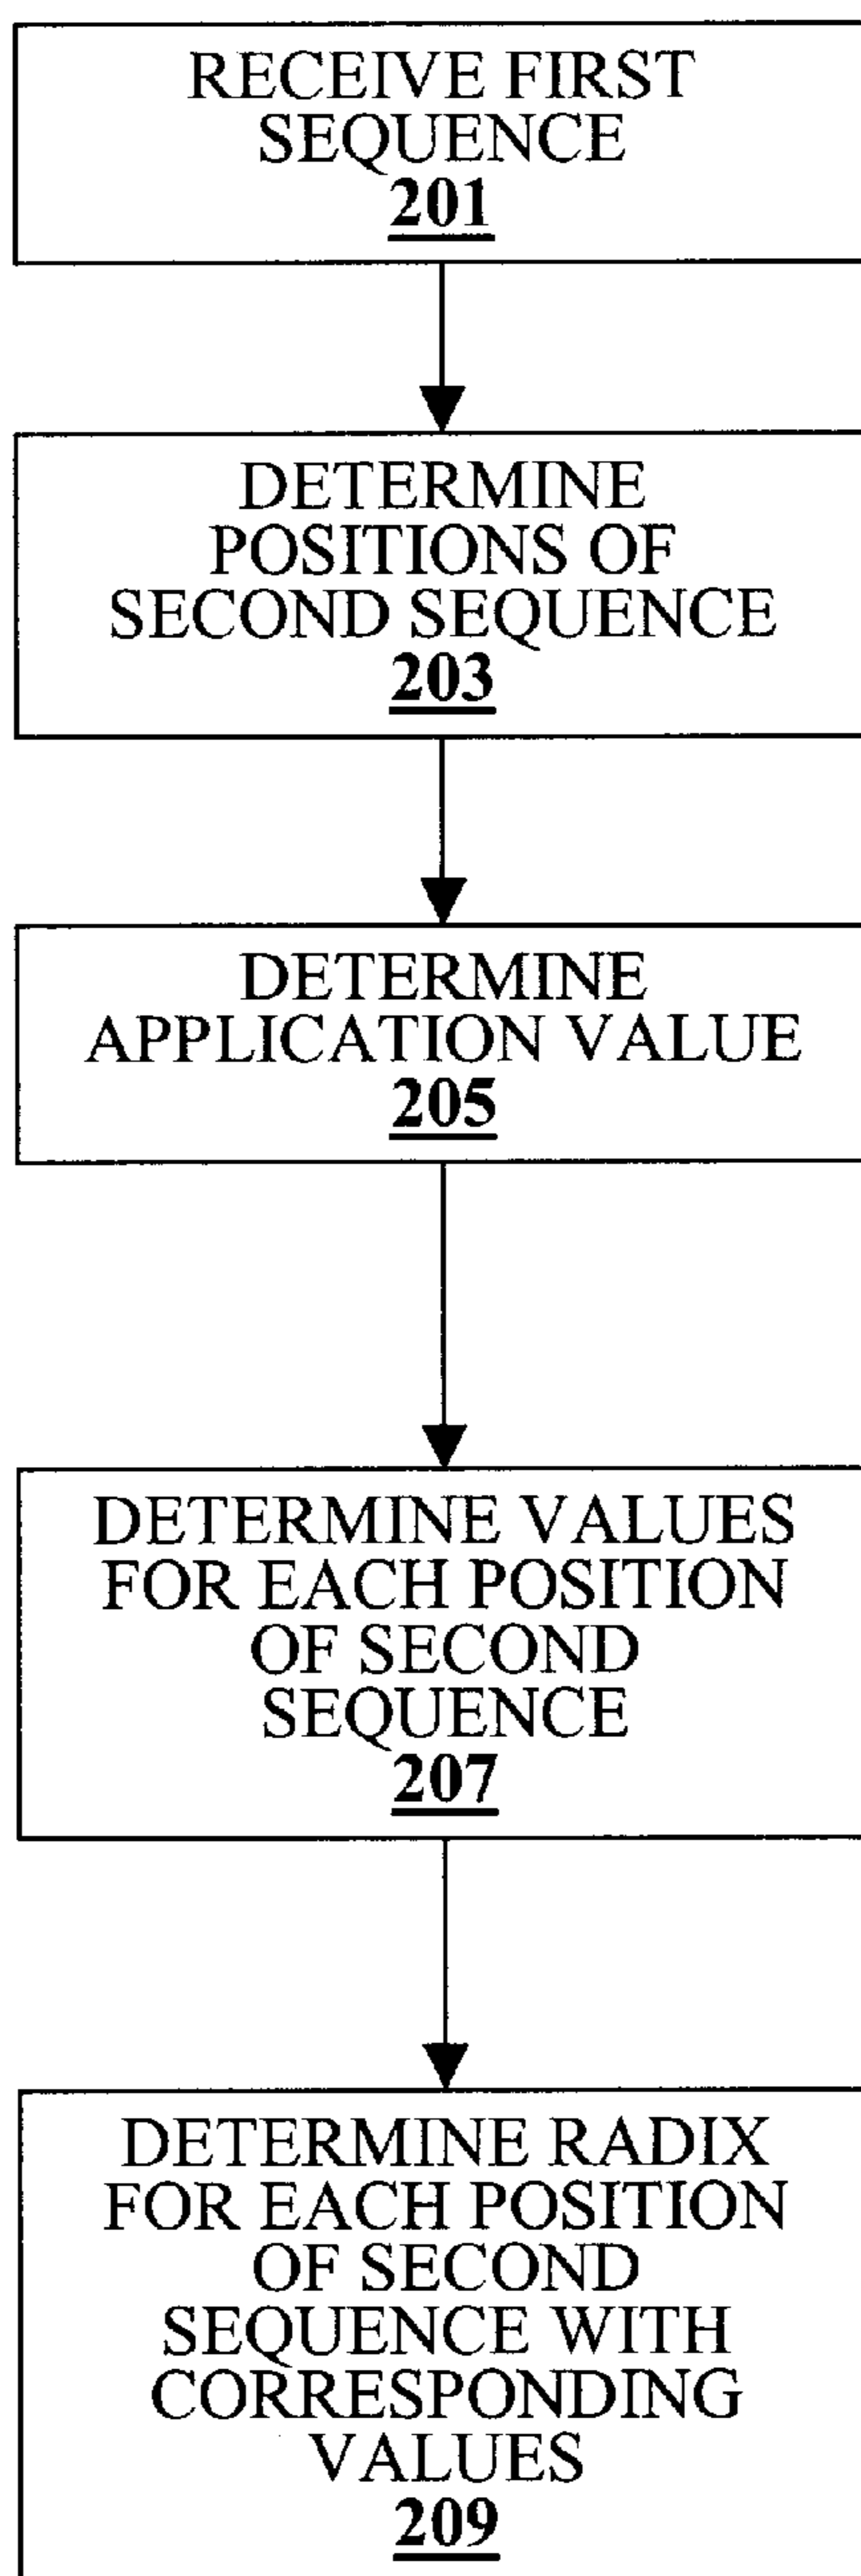 RECEIVE FIRST
SEQUENCE
201
DETERMINE
POSITIONS OF
SECOND SEQUENCE
203
DETERMINE
APPLICATION VALUE
205
DETERMINE VALUES
FOR EACH POSITION
OF SECOND
SEQUENCE
207
DETERMINE RADIX
FOR EACH POSITION
OF SECOND
SEQUENCE WITH
CORRESPONDING
VALUES
209